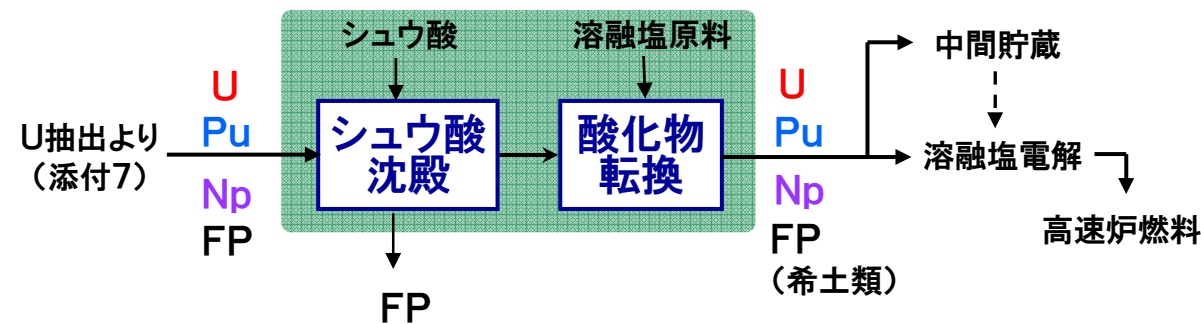 U抽出より
（添付7）
U
Pu
Np
FP
シュウ酸
シュウ酸
沈殿
FP
溶融塩原料
酸化物
転換
U
Pu
Np
FP
（希土類）
中間貯蔵
溶融塩電解
高速炉燃料